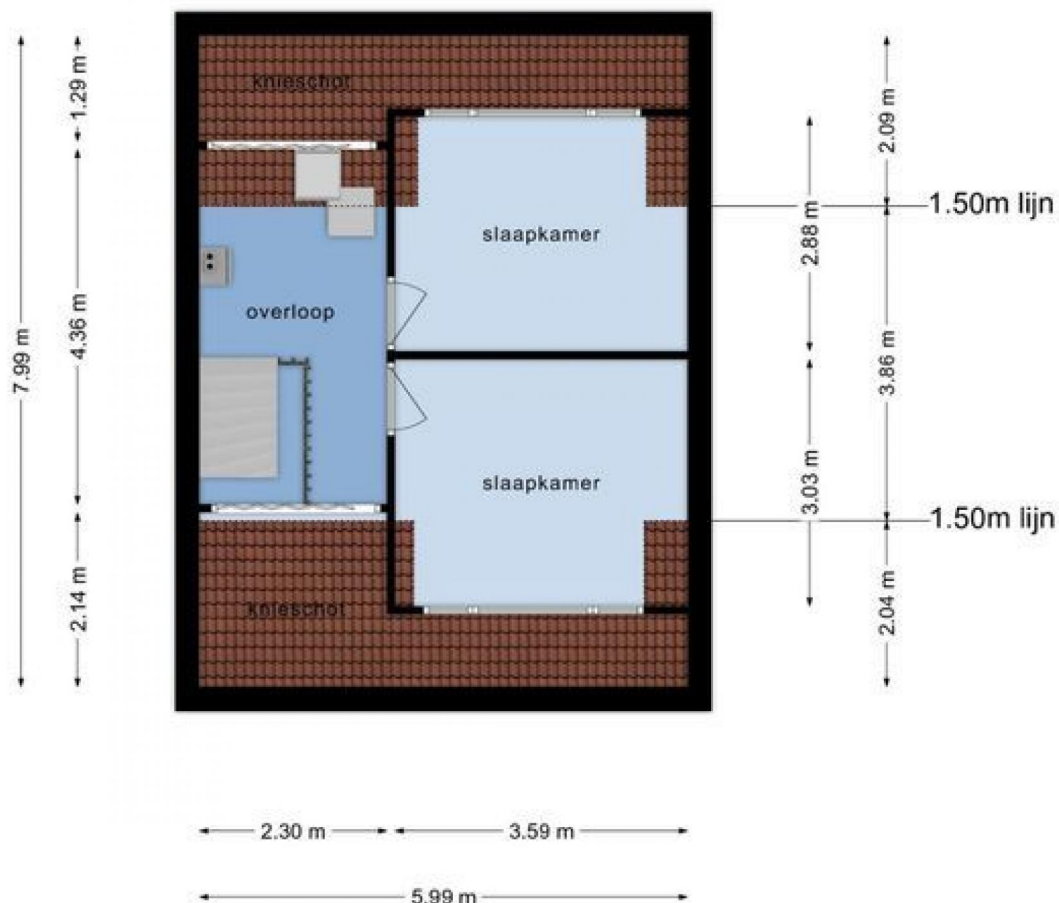 knieschot
slaapkamer
overloop
slaapkamer
knieschot
7.99 m
1.29 m
4.36 m
2.14 m
2.88 m
3.03 m
2.09 m
3.86 m
2.04 m
1.50m lijn
1.50m lijn
2.30 m
3.59 m
5.99 m